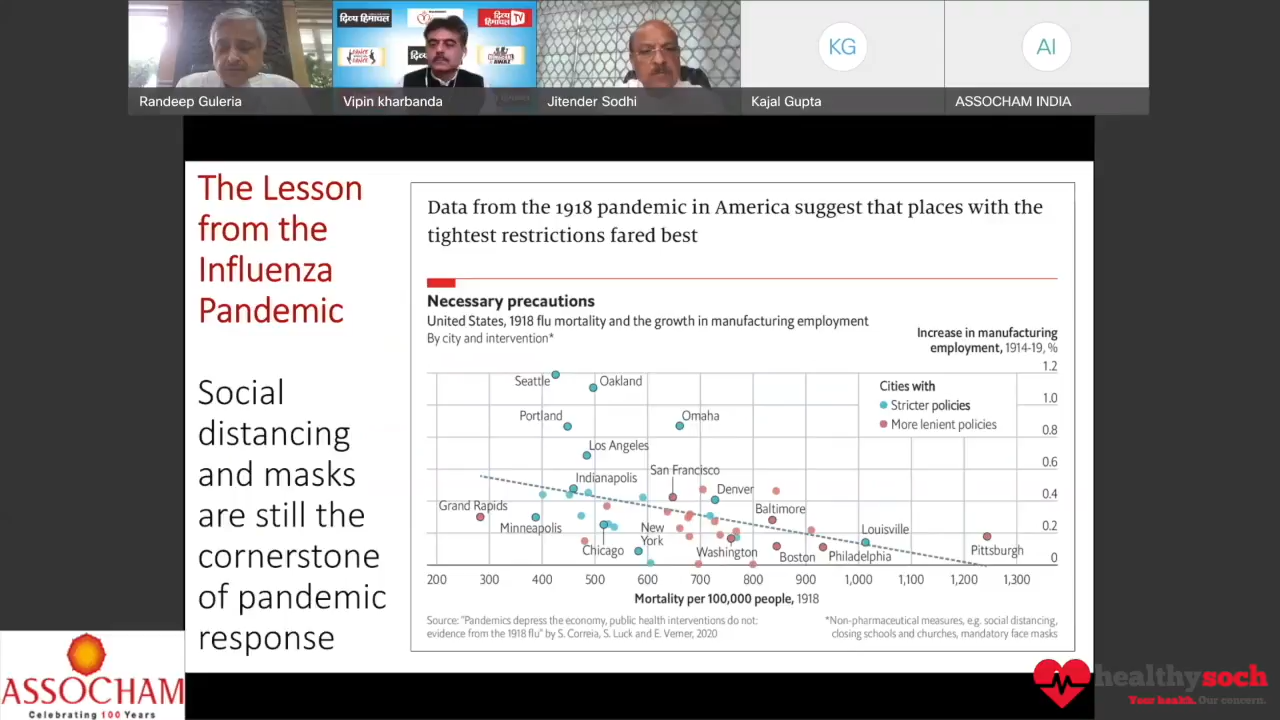 दिव्य हिमाचल
दिव्य हिमाचल TV
KG
AI
Randeep Guleria
Vipin kharbanda
Jitender Sodhi
Kajal Gupta
ASSOCHAM INDIA
The Lesson
from the
Influenza
Pandemic
Social
distancing
and masks
are still the
cornerstone
of pandemic
response
Data from the 1918 pandemic in America suggest that places with the
tightest restrictions fared best
Necessary precautions
United States, 1918 flu mortality and the growth in manufacturing employment
By city and intervention*
Increase in manufacturing
employment, 1914-19, %
1.2
1.0
0.8
0.6
0.4
0.2
0
Cities with
Stricter policies
More lenient policies
Seattle
Oakland
Portland
Omaha
Los Angeles
San Francisco
Indianapolis
Denver
Grand Rapids
Baltimore
Minneapolis
New
York
Louisville
Chicago
Washington
Boston
Philadelphia
Pittsburgh
200 300 400 500 600 700 800 900 1,000 1,100 1,200 1,300
Mortality per 100,000 people, 1918
Source: "Pandemics depress the economy, public health interventions do not:
evidence from the 1918 flu" by S. Correia, S. Luck and E. Verner, 2020
*Non-pharmaceutical measures, e.g. social distancing,
closing schools and churches, mandatory face masks
ASSOCHAM
Celebrating 100 Years
healthysoch
Your health. Our concern.